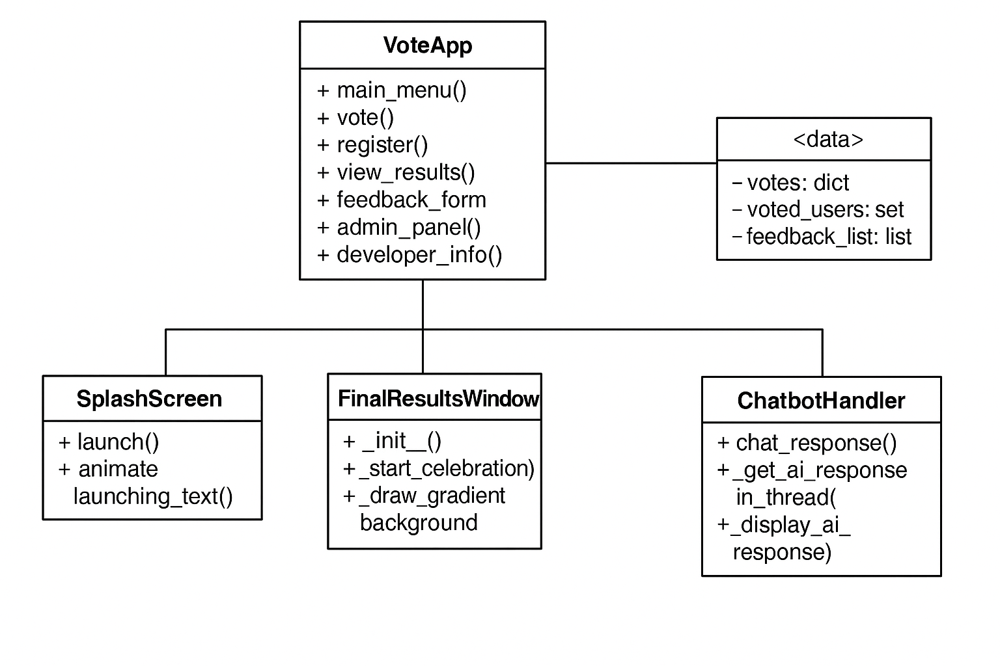 VoteApp
+ main_menu()
+ vote()
+ register()
+ view_results()
+ feedback_form
+ admin_panel()
+ developer_info()
<data>
– votes: dict
– voted_users: set
– feedback_list: list
SplashScreen
+ launch()
+ animate
launching_text()
FinalResultsWindow
+ _init__()
+ _start_celebration)
+ _draw_gradient
background
ChatbotHandler
+ chat_response()
+ _get_ai_response
in_thread(
+_display_ai_
response)